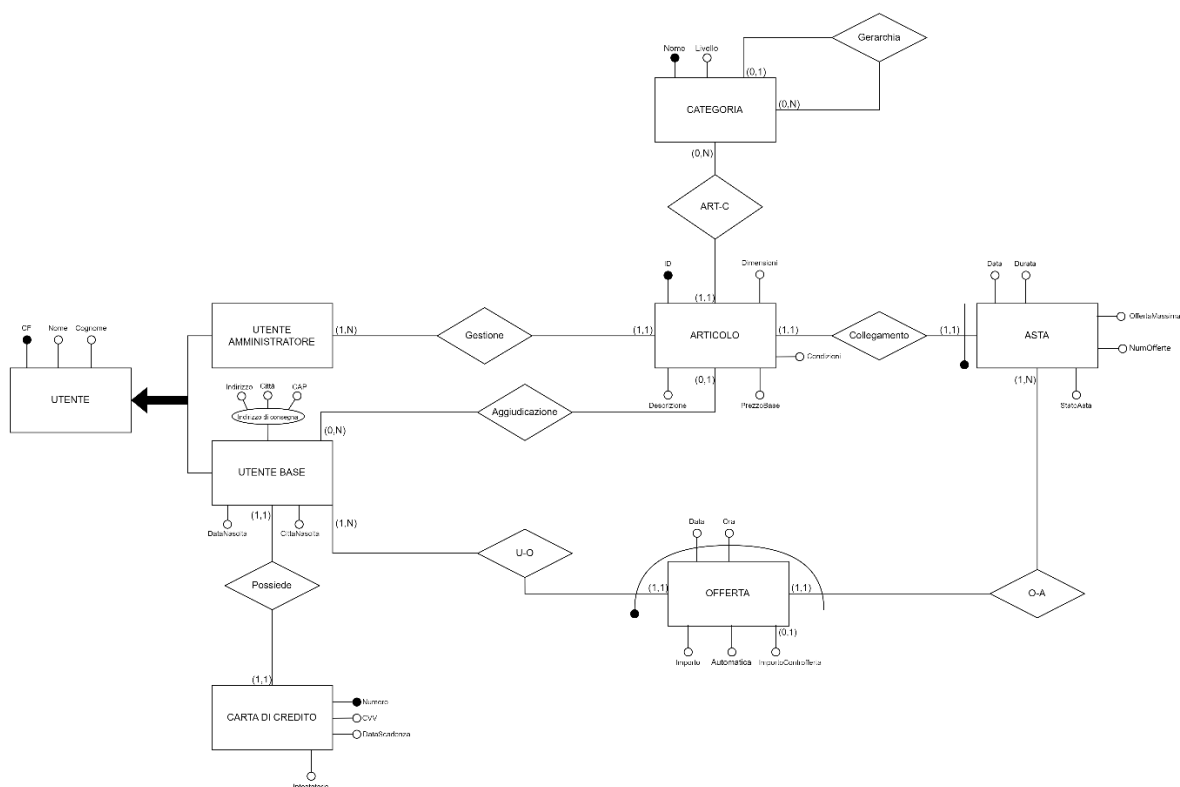 Gerarchia
Nome
Livello
(0,1)
CATEGORIA
(0,N)
(0,N)
ART-C
ID
Dimensioni
Data
Durata
(1,1)
CF
Nome
Cognome
UTENTE
AMMINISTRATORE
(1,N)
Gestione
(1,1)
ARTICOLO
(1,1)
Collegamento
(1,1)
ASTA
OffertaMassima
NumOfferte
Condizioni
UTENTE
Indirizzo
Città
CAP
Indirizzo di consegna
Aggiudicazione
(0,1)
Descrizione
PrezzoBase
(1,N)
StatoAsta
(0,N)
UTENTE BASE
(1,1)
(1,N)
DataNascita
CittaNascita
Data
Ora
U-O
Possiede
(1,1)
OFFERTA
(1,1)
O-A
(0,1)
Importo
Automatica
ImportoControfferta
(1,1)
CARTA DI CREDITO
Numero
CVV
DataScadenza